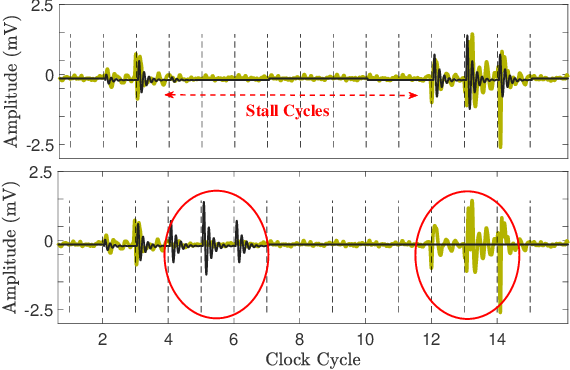 2.5
0
-2.5
Amplitude (mV)
Stall Cycles
2.5
0
-2.5
Amplitude (mV)
2 4 6 8 10 12 14
Clock Cycle